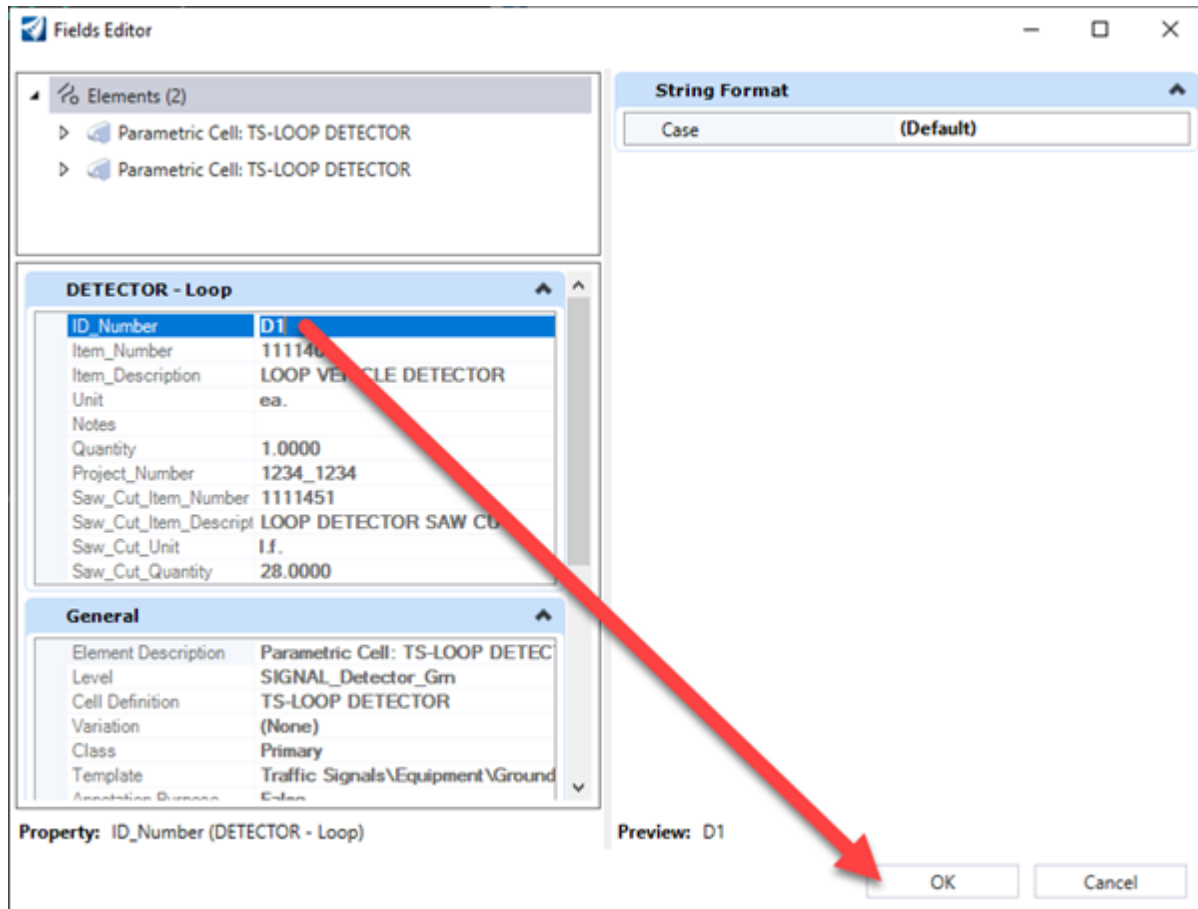 Fields Editor
Elements (2)
Parametric Cell: TS-LOOP DETECTOR
Parametric Cell: TS-LOOP DETECTOR
DETECTOR - Loop
ID_Number D1
Item_Number
Item_Description LOOP DETECTOR
Unit ea.
Notes
Quantity 1.0000
Project_Number 1234_1234
Saw_Cut_Item_Number 1111451
Saw_Cut_Item_Descript LOOP DETECTOR SAW
Saw_Cut_Unit l.f.
Saw_Cut_Quantity 28.0000
General
Element Description Parametric Cell: TS-LOOP DETEC
Level SIGNAL_Detector_Grn
Cell Definition TS-LOOP DETECTOR
Variation (None)
Class Primary
Template Traffic Signals\Equipment\Ground
Property: ID_Number (DETECTOR - Loop)
String Format
Case (Default)
Preview: D1
OK Cancel